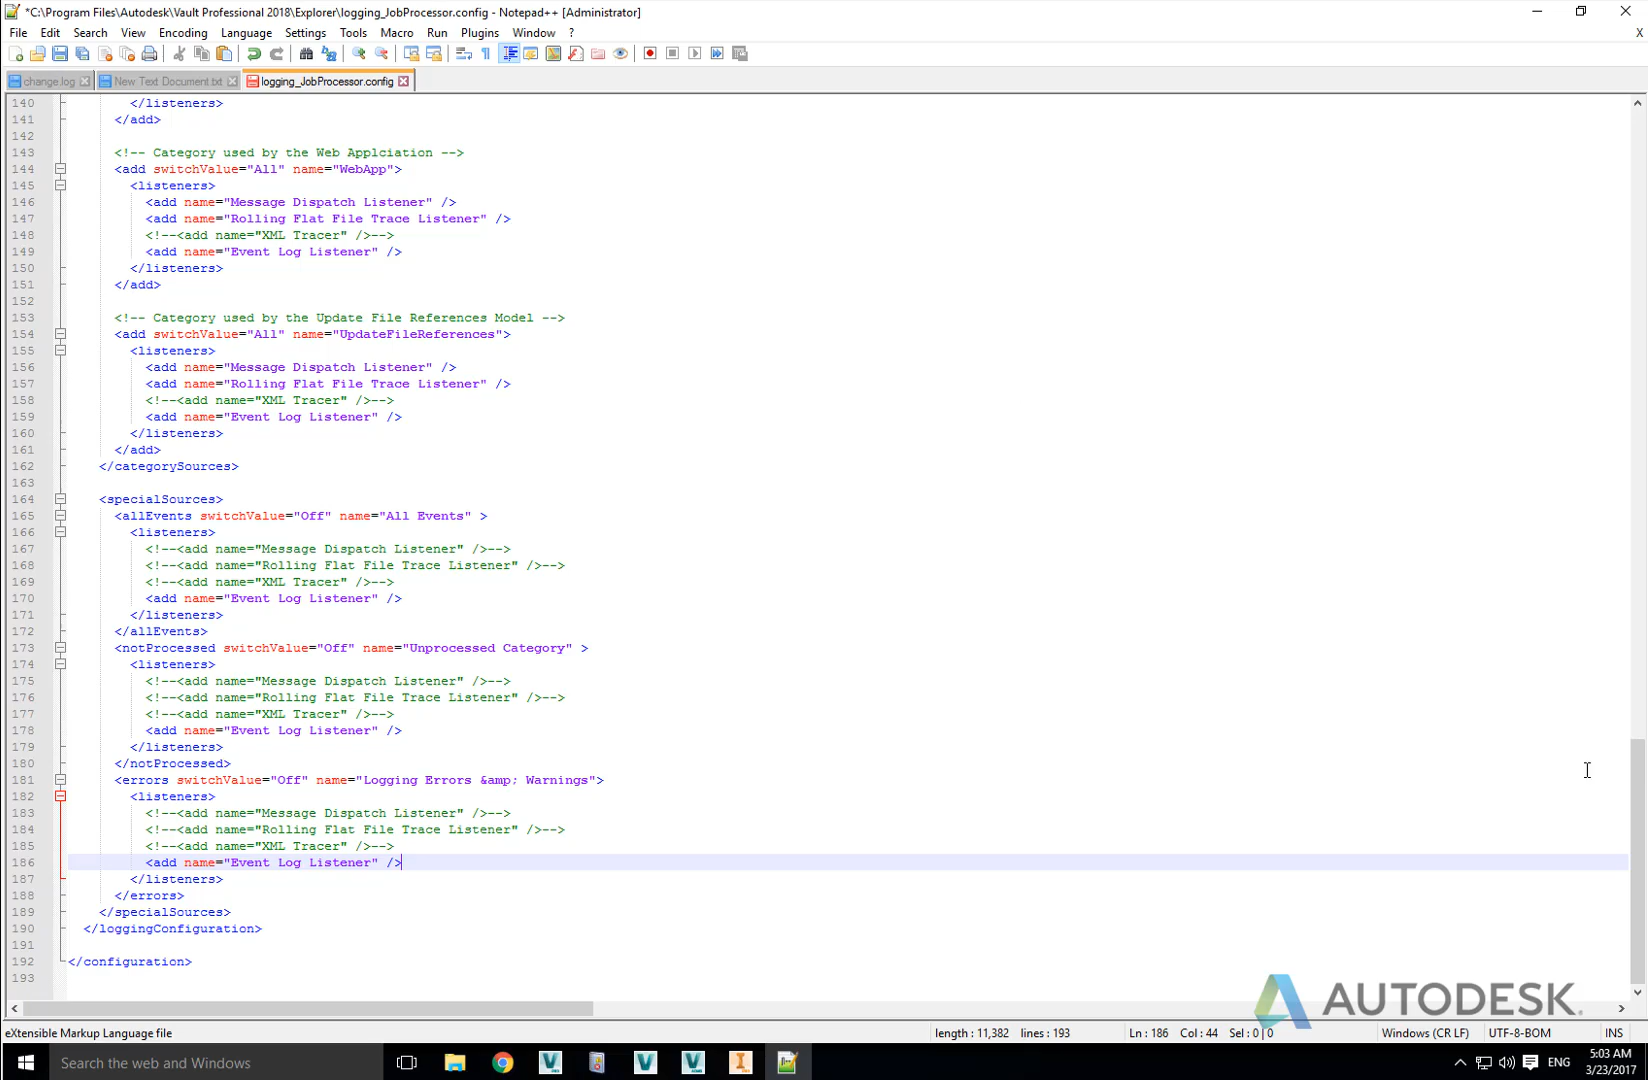 *C:\Program Files\Autodesk\Vault Professional 2018\Explorer\logging_JobProcessor.config - Notepad++ [Administrator]
File Edit Search View Encoding Language Settings Tools Macro Run Plugins Window ? X
change.log New Text Document.txt logging_JobProcessor.config
140 </listeners>
141 </add>
142
143 <!-- Category used by the Web Applciation -->
144 <add switchValue="All" name="WebApp">
145 <listeners>
146 <add name="Message Dispatch Listener" />
147 <add name="Rolling Flat File Trace Listener" />
148 <!--<add name="XML Tracer" />-->
149 <add name="Event Log Listener" />
150 </listeners>
151 </add>
152
153 <!-- Category used by the Update File References Model -->
154 <add switchValue="All" name="UpdateFileReferences">
155 <listeners>
156 <add name="Message Dispatch Listener" />
157 <add name="Rolling Flat File Trace Listener" />
158 <!--<add name="XML Tracer" />-->
159 <add name="Event Log Listener" />
160 </listeners>
161 </add>
162 </categorySources>
163
164 <specialSources>
165 <allEvents switchValue="Off" name="All Events" >
166 <listeners>
167 <!--<add name="Message Dispatch Listener" />-->
168 <!--<add name="Rolling Flat File Trace Listener" />-->
169 <!--<add name="XML Tracer" />-->
170 <add name="Event Log Listener" />
171 </listeners>
172 </allEvents>
173 <notProcessed switchValue="Off" name="Unprocessed Category" >
174 <listeners>
175 <!--<add name="Message Dispatch Listener" />-->
176 <!--<add name="Rolling Flat File Trace Listener" />-->
177 <!--<add name="XML Tracer" />-->
178 <add name="Event Log Listener" />
179 </listeners>
180 </notProcessed>
181 <errors switchValue="Off" name="Logging Errors &amp; Warnings">
182 <listeners>
183 <!--<add name="Message Dispatch Listener" />-->
184 <!--<add name="Rolling Flat File Trace Listener" />-->
185 <!--<add name="XML Tracer" />-->
186 <add name="Event Log Listener" />
187 </listeners>
188 </errors>
189 </specialSources>
190 </loggingConfiguration>
191
192 </configuration>
193
AUTODESK.
eXtensible Markup Language file length : 11,382 lines : 193 Ln : 186 Col : 44 Sel : 0 | 0 Windows (CR LF) UTF-8-BOM INS
Search the web and Windows ENG 5:03 AM
3/23/2017